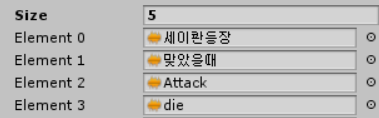 Size 5
Element 0 세이판등장
Element 1 맞았을때
Element 2 Attack
Element 3 die